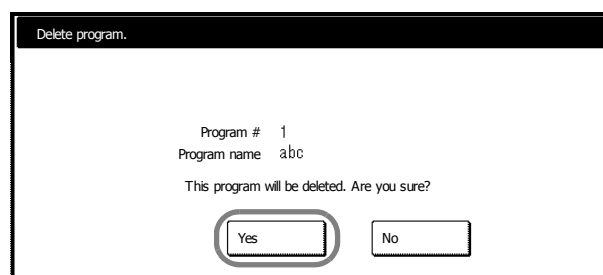 Delete program.
Program # 1
Program name abc
This program will be deleted. Are you sure?
Yes No